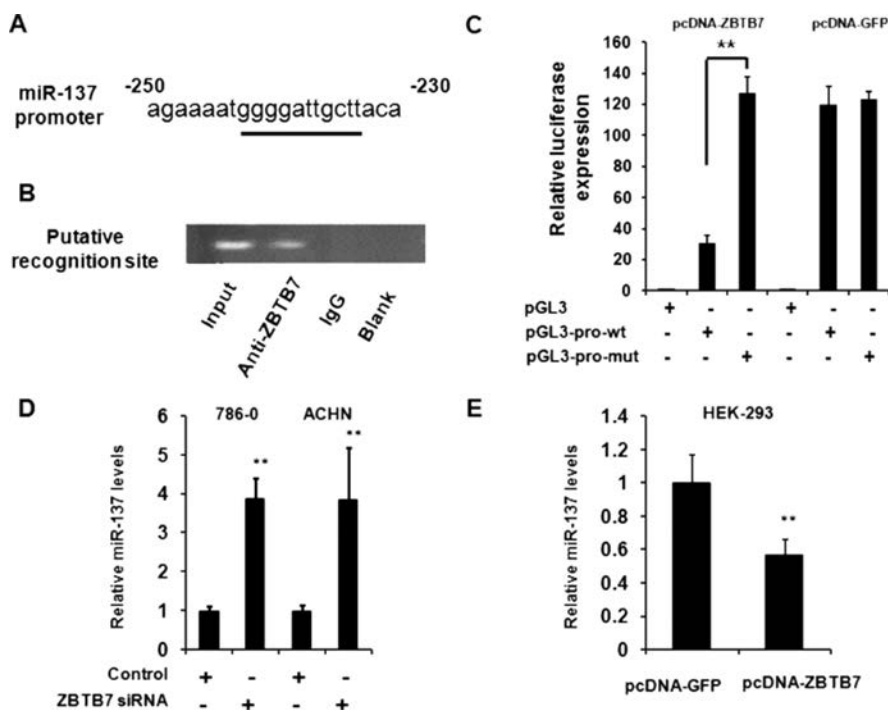 A
-250 -230
miR-137 promoter
agaaaatggggattgcttaca
B
Putative recognition site
Input
Anti-ZBTB7
IgG
Blank
C
pcDNA-ZBTB7 pcDNA-GFP
Relative luciferase expression
160
140
120
100
80
60
40
20
0
**
pGL3 + - - + - -
pGL3-pro-wt - + - - + -
pGL3-pro-mut - - + - - +
D
786-0 ACHN
Relative miR-137 levels
6
5
4
3
2
1
0
** **
Control + - + -
ZBTB7 siRNA - + - +
E
HEK-293
Relative miR-137 levels
1.4
1.2
1
0.8
0.6
0.4
0.2
0
**
pcDNA-GFP pcDNA-ZBTB7